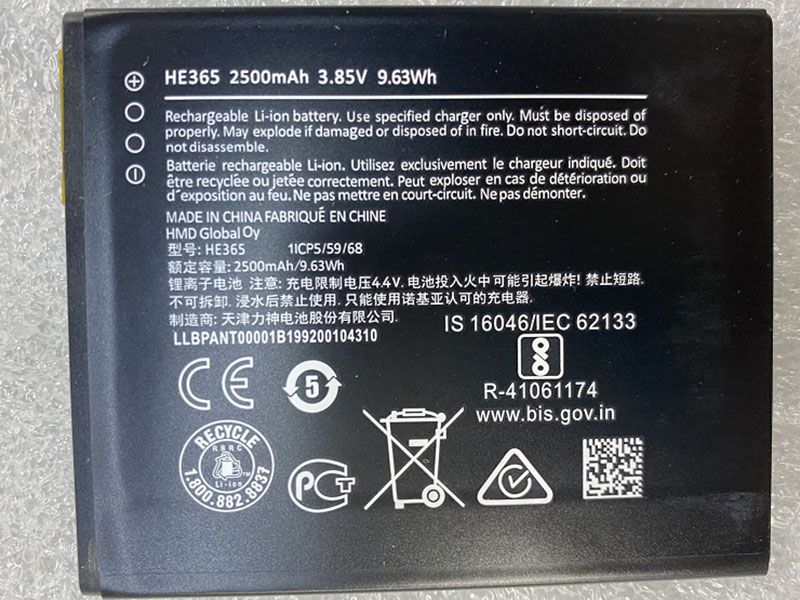 HE365 2500mAh 3.85V 9.63Wh
Rechargeable Li-ion battery. Use specified charger only. Must be disposed of
properly. May explode if damaged or disposed of in fire. Do not short-circuit. Do
not disassemble.
Batterie rechargeable Li-ion. Utilisez exclusivement le chargeur indiqué. Doit
être recyclée ou jetée correctement. Peut exploser en cas de détérioration ou
d'exposition au feu. Ne pas mettre en court-circuit. Ne pas démonter.
MADE IN CHINA FABRIQUÉ EN CHINE
HMD Global Oy
型号: HE365 1ICP5/59/68
额定容量: 2500mAh/9.63Wh
锂离子电池 注意: 充电限制电压4.4V. 电池投入火中可能引起爆炸! 禁止短路.
不可拆卸. 浸水后禁止使用. 只能使用诺基亚认可的充电器.
制造商: 天津力神电池股份有限公司
LLBPANT00001B199200104310
IS 16046/IEC 62133
R-41061174
www.bis.gov.in
CE
5
RECYCLE
RBRC
Li-ion
1.800.882.8837
PCT